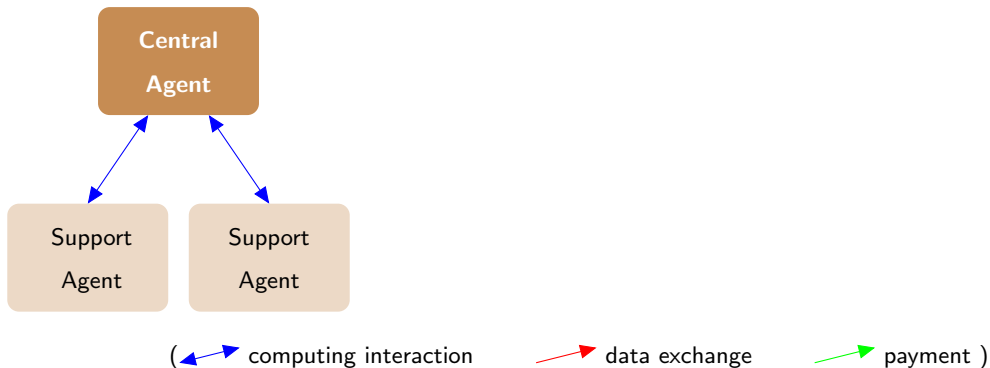 Central
Agent
Support
Agent
Support
Agent
( computing interaction data exchange payment )